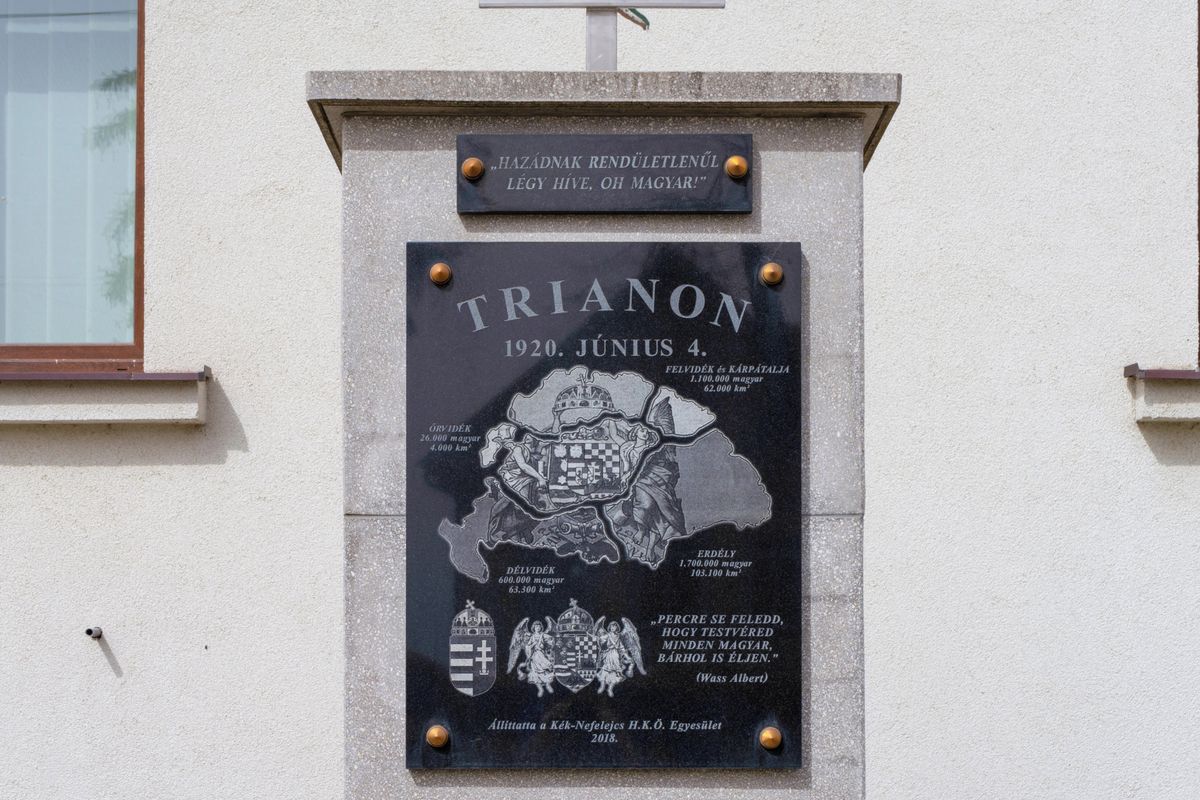 „HAZÁDNAK RENDÜLETLENŰL
LÉGY HÍVE, OH MAGYAR!”
TRIANON
1920. JÚNIUS 4.
FELVIDÉK és KÁRPÁTALJA
1.100.000 magyar
62.000 km²
ŐRVIDÉK
26.000 magyar
4.000 km²
ERDÉLY
1.700.000 magyar
103.100 km²
DÉLVIDÉK
600.000 magyar
63.300 km²
„PERCRE SE FELEDD,
HOGY TESTVÉRED
MINDEN MAGYAR,
BÁRHOL IS ÉLJEN.”
(Wass Albert)
Állíttatta a Kék-Nefelejcs H.K.Ö. Egyesület
2018.